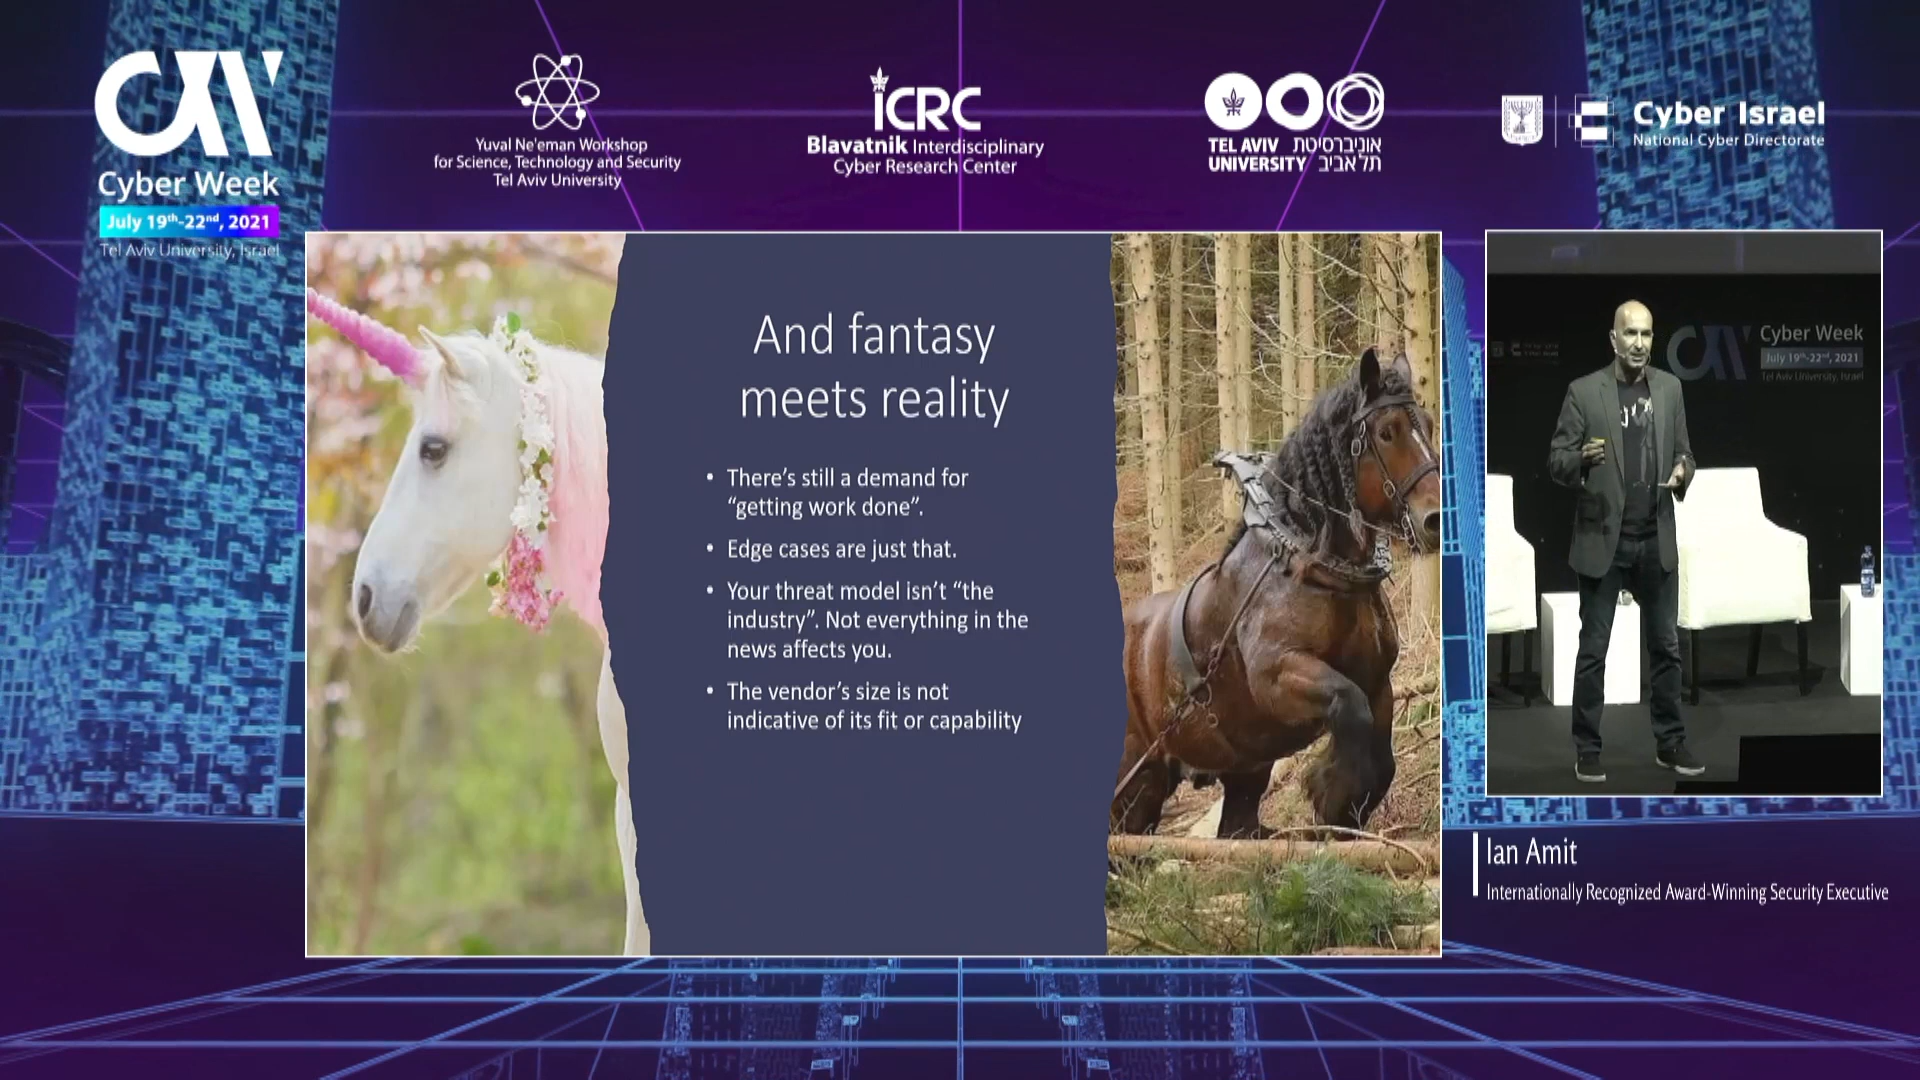 Cyber Week
July 19th-22nd, 2021
Tel Aviv University, Israel
Yuval Ne'eman Workshop
for Science, Technology and Security
Tel Aviv University
ICRC
Blavatnik Interdisciplinary
Cyber Research Center
TEL AVIV אוניברסיטת
UNIVERSITY תל אביב
Cyber Israel
National Cyber Directorate
And fantasy
meets reality
• There's still a demand for
"getting work done".
• Edge cases are just that.
• Your threat model isn't "the
industry". Not everything in the
news affects you.
• The vendor's size is not
indicative of its fit or capability
Cyber Week
July 19th-22nd, 2021
Tel Aviv University, Israel
Ian Amit
Internationally Recognized Award-Winning Security Executive